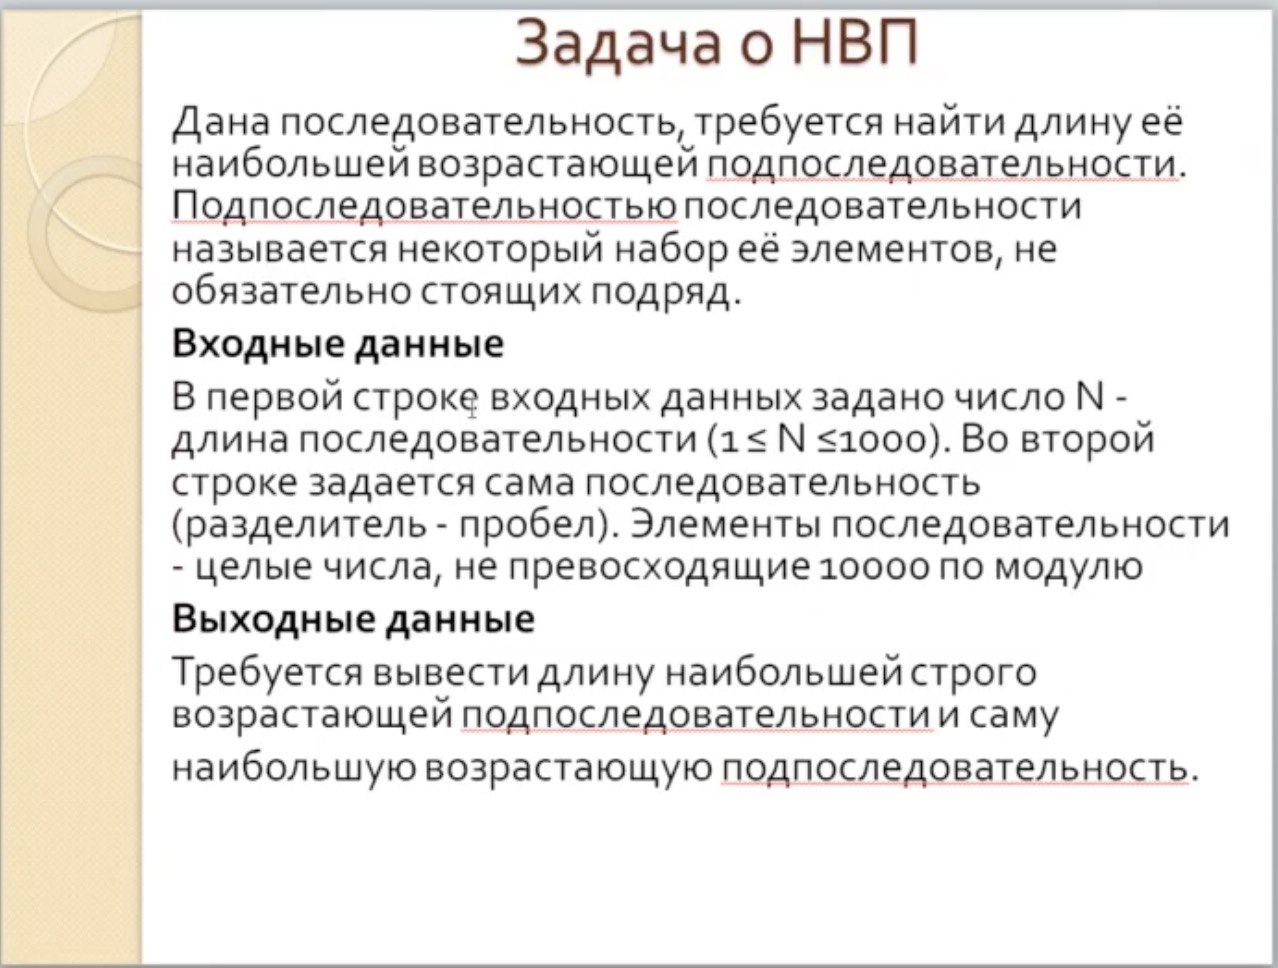 Задача о НВП
Дана последовательность, требуется найти длину её
наибольшей возрастающей подпоследовательности.
Подпоследовательностью последовательности
называется некоторый набор её элементов, не
обязательно стоящих подряд.
Входные данные
В первой строке входных данных задано число N -
длина последовательности (1 ≤ N ≤1000). Во второй
строке задается сама последовательность
(разделитель - пробел). Элементы последовательности
- целые числа, не превосходящие 10000 по модулю
Выходные данные
Требуется вывести длину наибольшей строго
возрастающей подпоследовательности и саму
наибольшую возрастающую подпоследовательность.